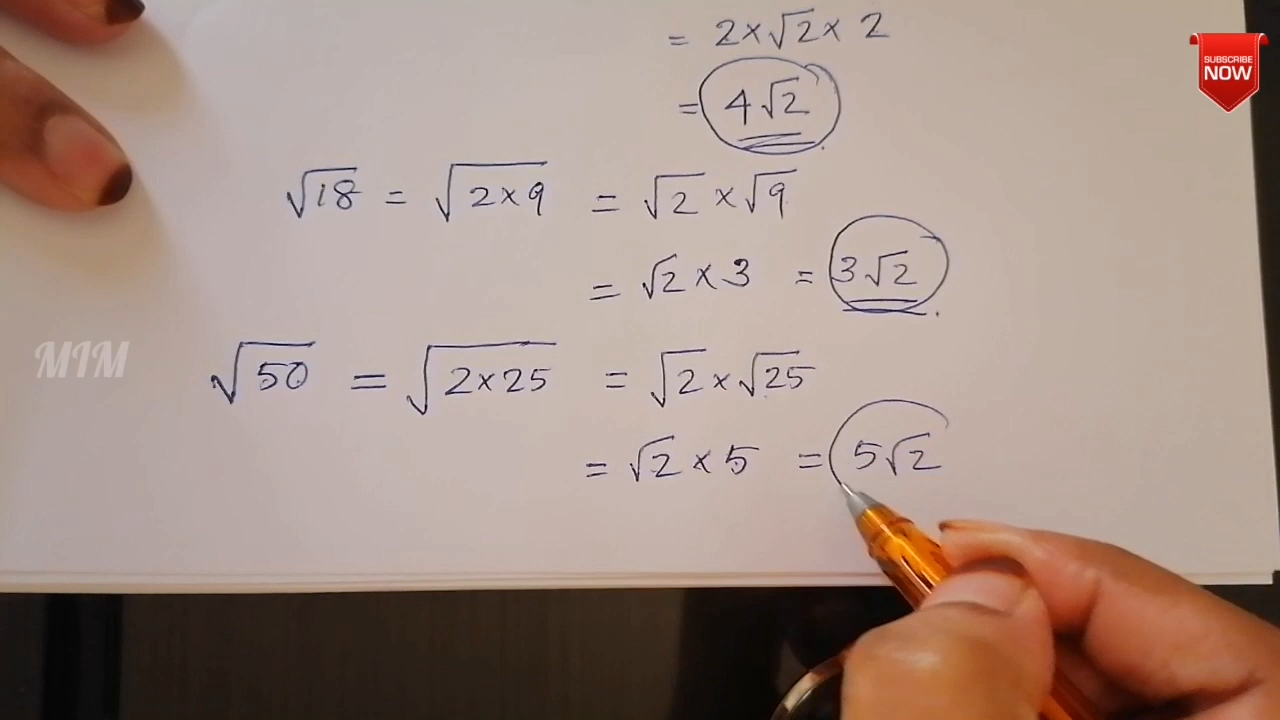 = 2×√2×2
= 4√2
√18 = √2×9 = √2 ×√9
= √2 × 3 = 3√2
√50 = √2×25 = √2 ×√25
= √2 × 5 = 5√2
MIM
SUBSCRIBE
NOW